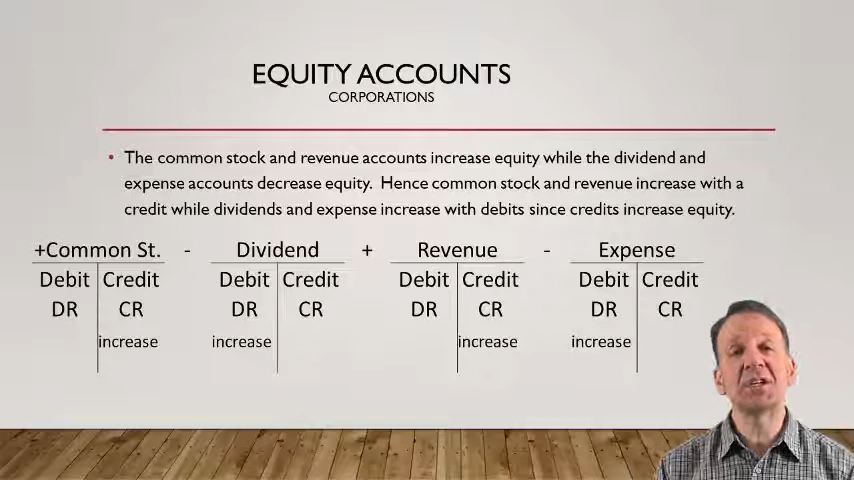 EQUITY ACCOUNTS
CORPORATIONS
• The common stock and revenue accounts increase equity while the dividend and
expense accounts decrease equity. Hence common stock and revenue increase with a
credit while dividends and expense increase with debits since credits increase equity.
+Common St. - Dividend + Revenue - Expense
Debit Credit Debit Credit Debit Credit Debit Credit
DR CR DR CR DR CR DR CR
increase increase increase increase